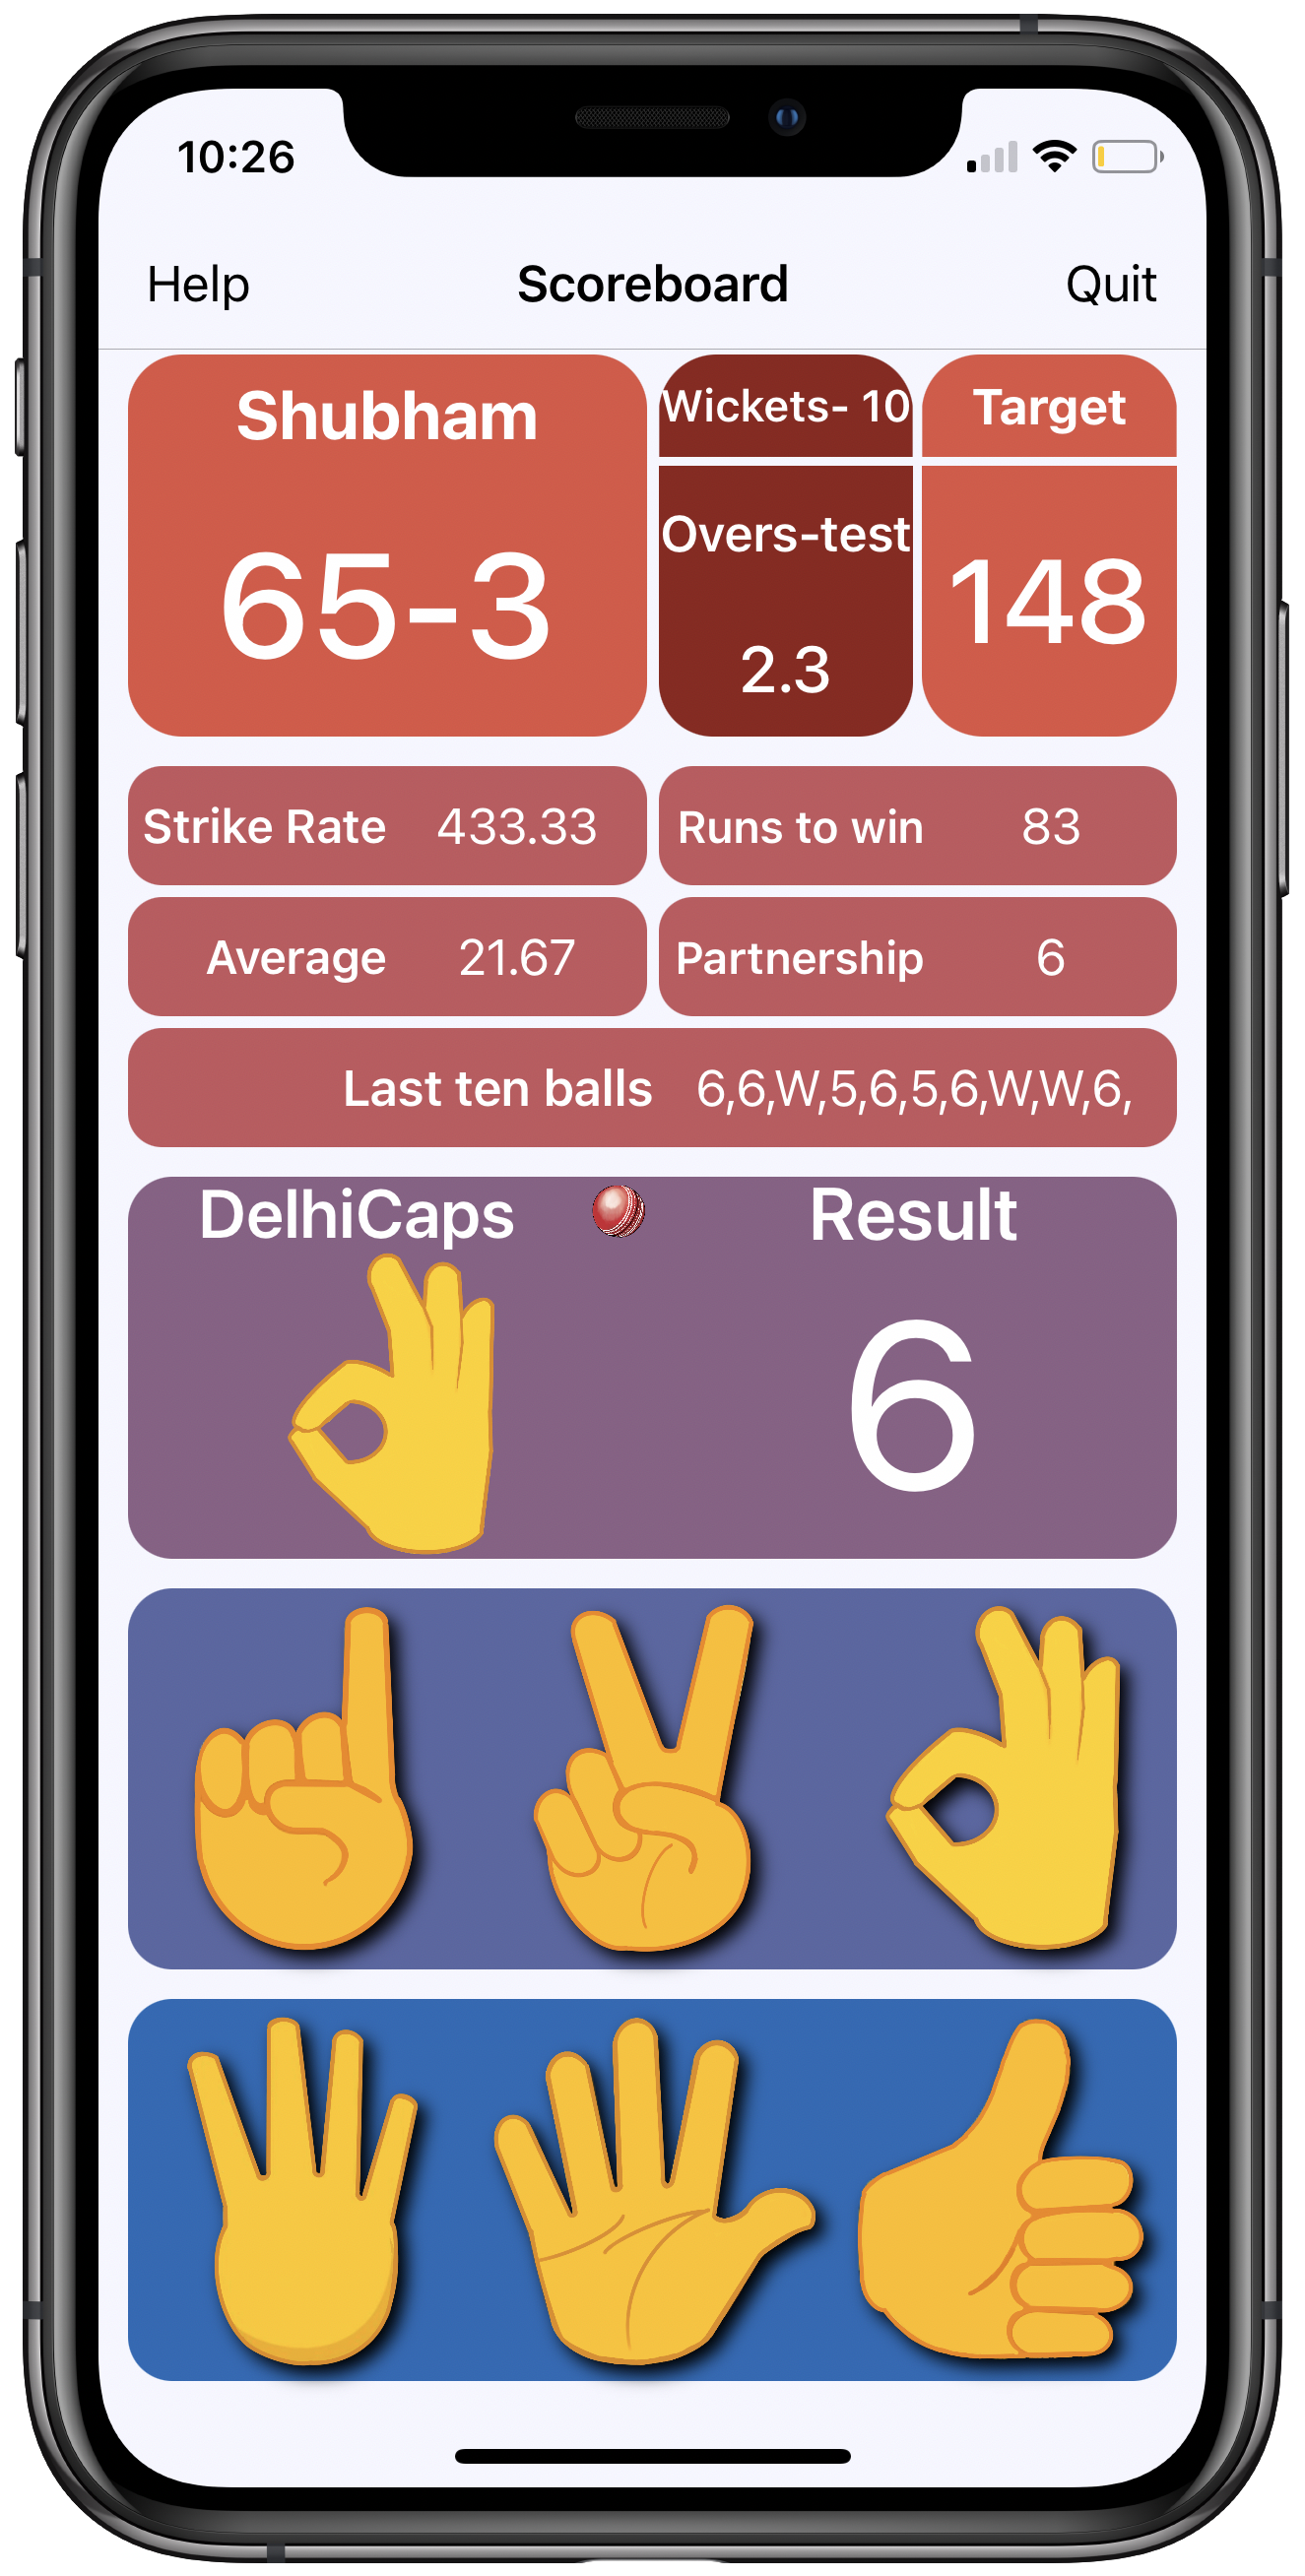 10:26
Help Scoreboard Quit
Shubham
65-3
Wickets- 10
Overs-test
2.3
Target
148
Strike Rate 433.33
Runs to win 83
Average 21.67
Partnership 6
Last ten balls 6,6,W,5,6,5,6,W,W,6,
DelhiCaps
Result
6